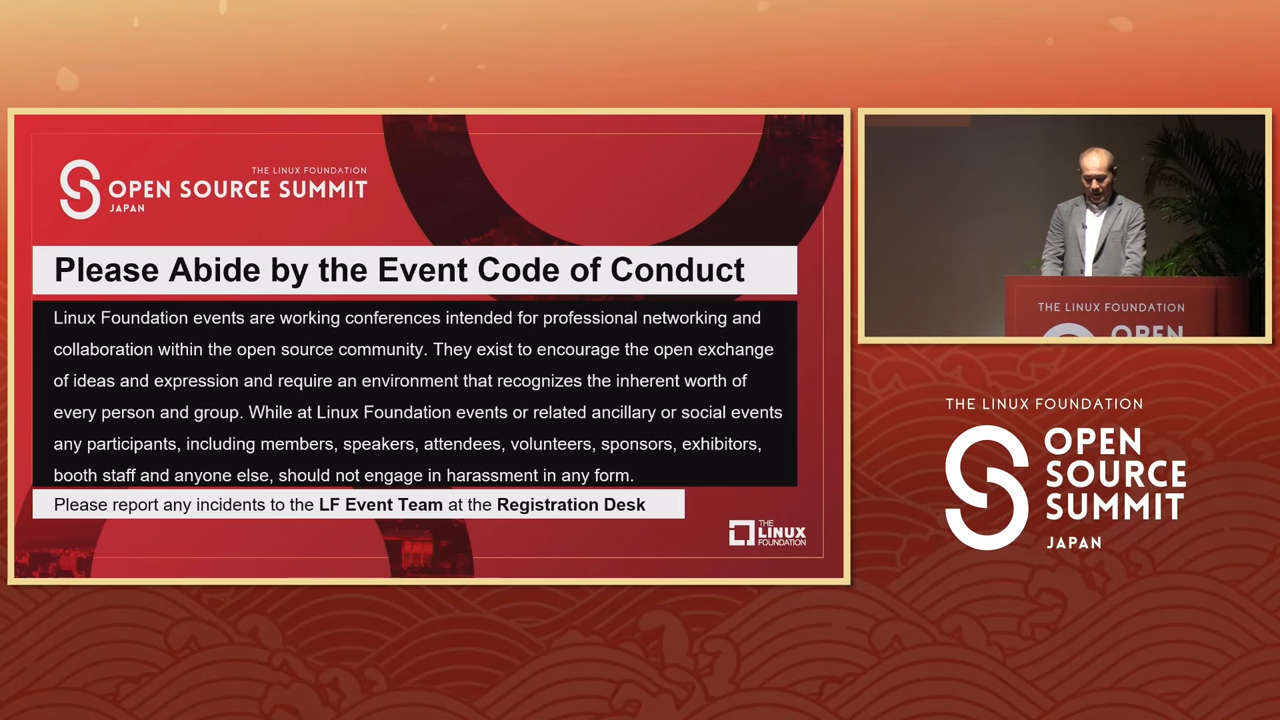 THE LINUX FOUNDATION
OPEN SOURCE SUMMIT
JAPAN
Please Abide by the Event Code of Conduct
Linux Foundation events are working conferences intended for professional networking and
collaboration within the open source community. They exist to encourage the open exchange
of ideas and expression and require an environment that recognizes the inherent worth of
every person and group. While at Linux Foundation events or related ancillary or social events
any participants, including members, speakers, attendees, volunteers, sponsors, exhibitors,
booth staff and anyone else, should not engage in harassment in any form.
Please report any incidents to the LF Event Team at the Registration Desk
THE
LINUX
FOUNDATION
THE LINUX FOUNDATION
OPEN
THE LINUX FOUNDATION
OPEN
SOURCE
SUMMIT
JAPAN